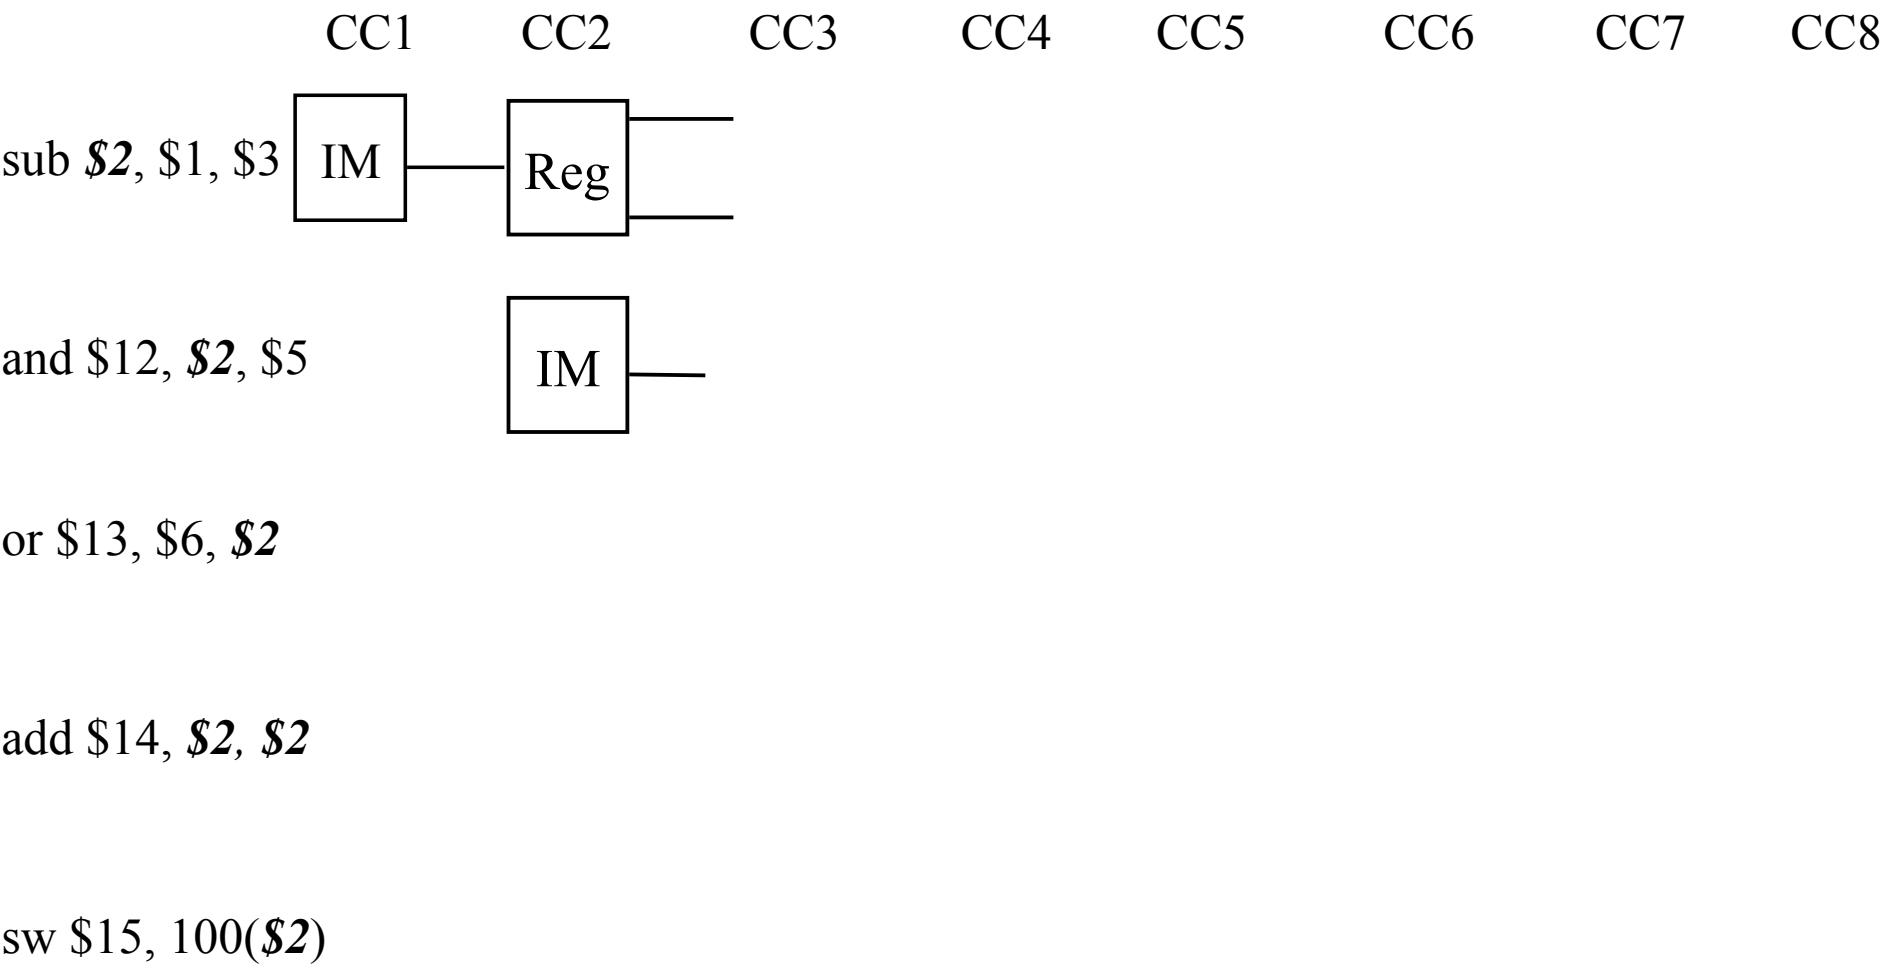 CC1 CC2 CC3 CC4 CC5 CC6 CC7 CC8
sub $2, $1, $3 IM Reg
and $12, $2, $5 IM
or $13, $6, $2
add $14, $2, $2
sw $15, 100($2)